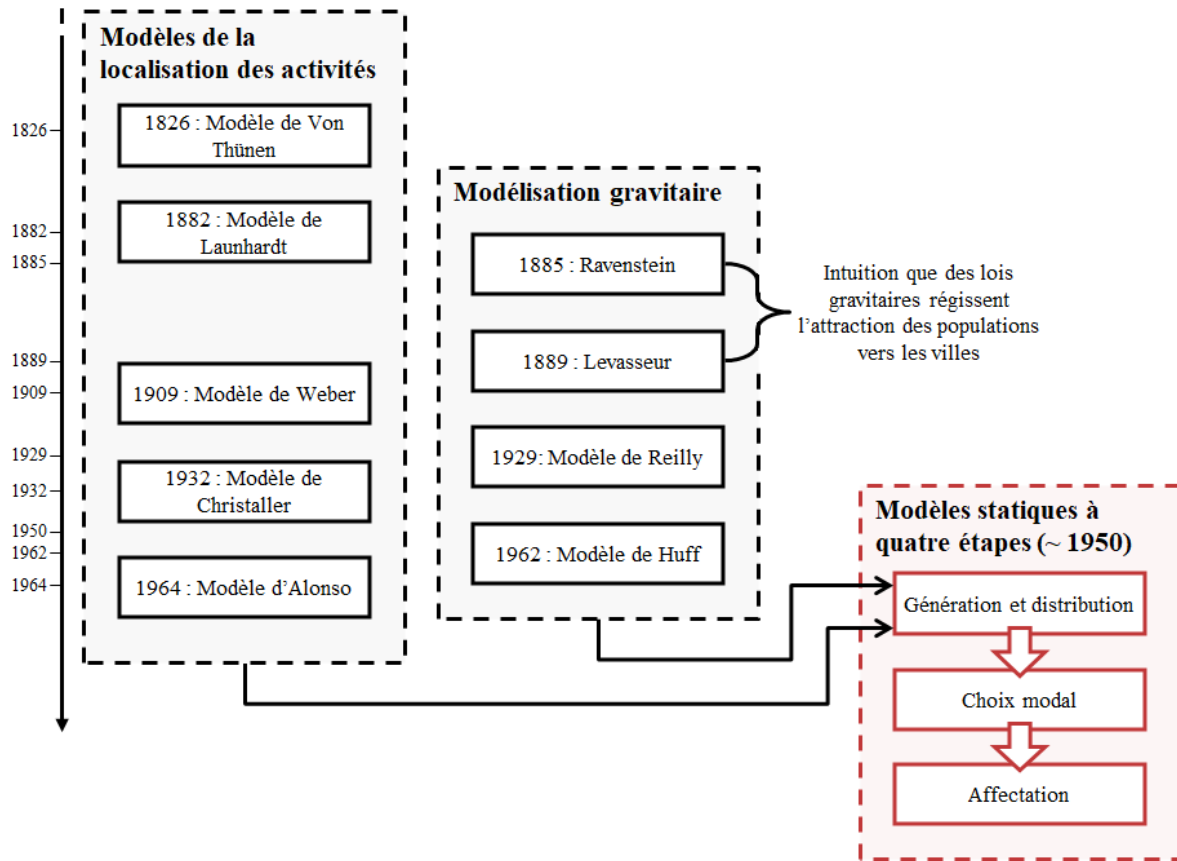 Modèles de la
localisation des activités
1826
1882
1885
1889
1909
1929
1932
1950
1962
1964
1826 : Modèle de Von
Thünen
1882 : Modèle de
Launhardt
1909 : Modèle de Weber
1932 : Modèle de
Christaller
1964 : Modèle d’Alonso
Modélisation gravitaire
1885 : Ravenstein
1889 : Levasseur
1929: Modèle de Reilly
1962 : Modèle de Huff
Intuition que des lois
gravitaires régissent
l’attraction des populations
vers les villes
Modèles statiques à
quatre étapes (~ 1950)
Génération et distribution
Choix modal
Affectation